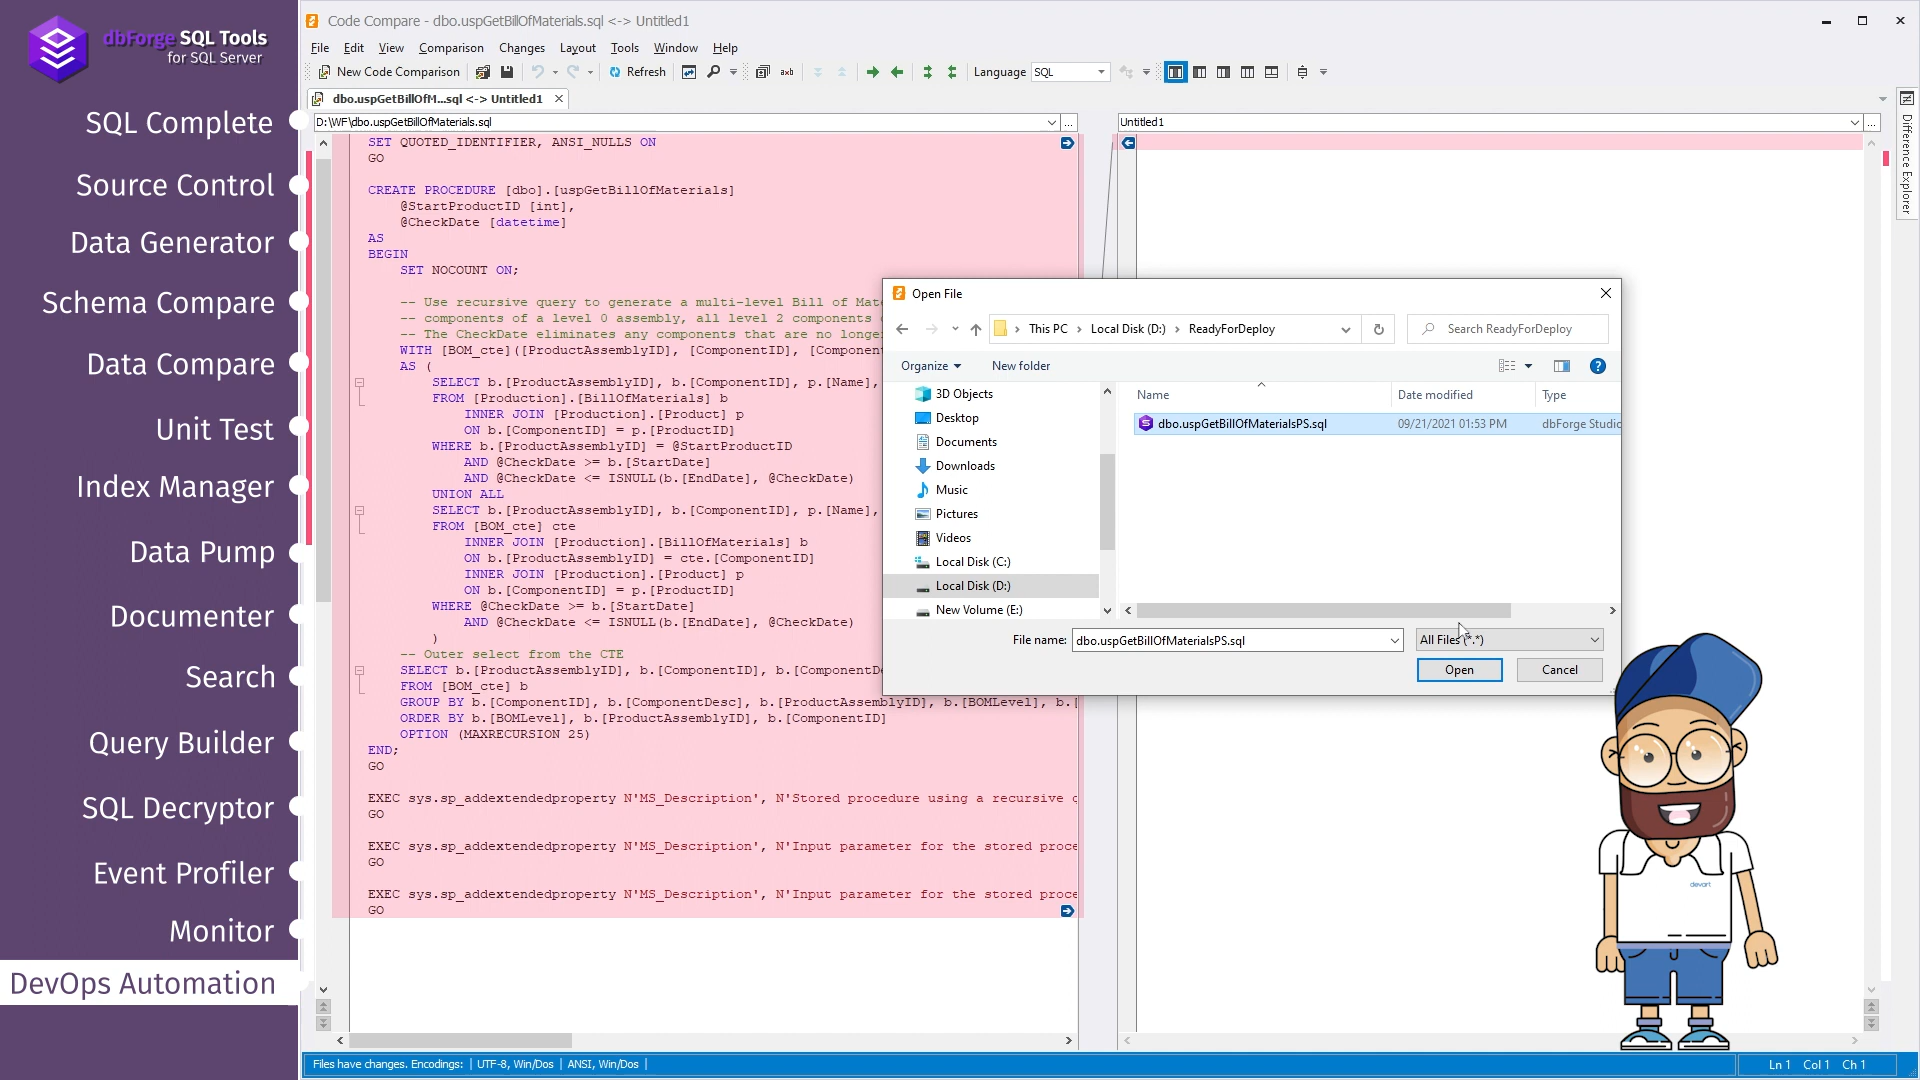 dbForge SQL Tools
for SQL Server
SQL Complete
Source Control
Data Generator
Schema Compare
Data Compare
Unit Test
Index Manager
Data Pump
Documenter
Search
Query Builder
SQL Decryptor
Event Profiler
Monitor
DevOps Automation
Code Compare - dbo.uspGetBillOfMaterials.sql <-> Untitled1
File Edit View Comparison Changes Layout Tools Window Help
New Code Comparison Refresh Language SQL
dbo.uspGetBillOfM...sql <-> Untitled1
D:\WF\dbo.uspGetBillOfMaterials.sql
Untitled1
Difference Explorer
SET QUOTED_IDENTIFIER, ANSI_NULLS ON
GO
CREATE PROCEDURE [dbo].[uspGetBillOfMaterials]
@StartProductID [int],
@CheckDate [datetime]
AS
BEGIN
SET NOCOUNT ON;
-- Use recursive query to generate a multi-level Bill of Mat
-- components of a level 0 assembly, all level 2 components
-- The CheckDate eliminates any components that are no longe
WITH [BOM_cte]([ProductAssemblyID], [ComponentID], [Componen
AS (
SELECT b.[ProductAssemblyID], b.[ComponentID], p.[Name],
FROM [Production].[BillOfMaterials] b
INNER JOIN [Production].[Product] p
ON b.[ComponentID] = p.[ProductID]
WHERE b.[ProductAssemblyID] = @StartProductID
AND @CheckDate >= b.[StartDate]
AND @CheckDate <= ISNULL(b.[EndDate], @CheckDate)
UNION ALL
SELECT b.[ProductAssemblyID], b.[ComponentID], p.[Name],
FROM [BOM_cte] cte
INNER JOIN [Production].[BillOfMaterials] b
ON b.[ProductAssemblyID] = cte.[ComponentID]
INNER JOIN [Production].[Product] p
ON b.[ComponentID] = p.[ProductID]
WHERE @CheckDate >= b.[StartDate]
AND @CheckDate <= ISNULL(b.[EndDate], @CheckDate)
)
-- Outer select from the CTE
SELECT b.[ProductAssemblyID], b.[ComponentID], b.[ComponentDe
FROM [BOM_cte] b
GROUP BY b.[ComponentID], b.[ComponentDesc], b.[ProductAssemblyID], b.[BOMLevel], b.[
ORDER BY b.[BOMLevel], b.[ProductAssemblyID], b.[ComponentID]
OPTION (MAXRECURSION 25)
END;
GO
EXEC sys.sp_addextendedproperty N'MS_Description', N'Stored procedure using a recursive
GO
EXEC sys.sp_addextendedproperty N'MS_Description', N'Input parameter for the stored proce
GO
EXEC sys.sp_addextendedproperty N'MS_Description', N'Input parameter for the stored proce
GO
Open File
This PC > Local Disk (D:) > ReadyForDeploy
Search ReadyForDeploy
Organize New folder
3D Objects
Desktop
Documents
Downloads
Music
Pictures
Videos
Local Disk (C:)
Local Disk (D:)
New Volume (E:)
Name Date modified Type
dbo.uspGetBillOfMaterialsPS.sql 09/21/2021 01:53 PM dbForge Studio
File name: dbo.uspGetBillOfMaterialsPS.sql All Files (*.*)
Open Cancel
devart
Files have changes. Encodings: | UTF-8, Win/Dos | ANSI, Win/Dos |
Ln 1 Col 1 Ch 1